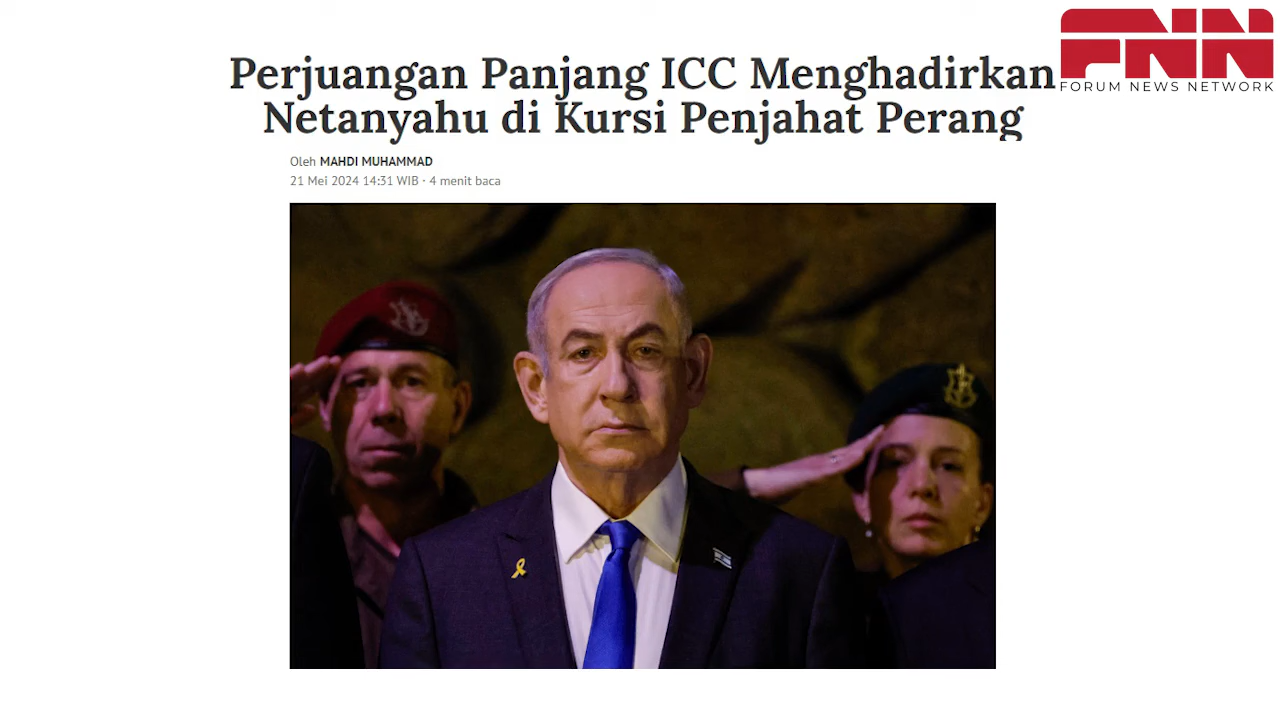 FNN
FORUM NEWS NETWORK
Perjuangan Panjang ICC Menghadirkan
Netanyahu di Kursi Penjahat Perang
Oleh MAHDI MUHAMMAD
21 Mei 2024 14:31 WIB · 4 menit baca